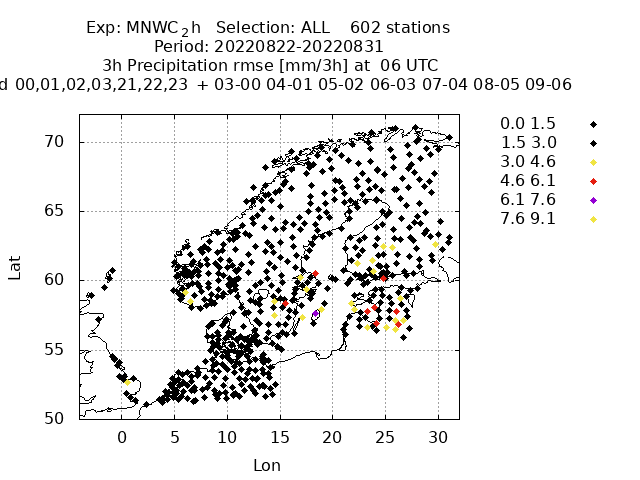 Exp: MNWC_2h Selection: ALL 602 stations
Period: 20220822-20220831
3h Precipitation rmse [mm/3h] at 06 UTC
00,01,02,03,21,22,23 + 03-00 04-01 05-02 06-03 07-04 08-05 09-06
0.0 1.5
1.5 3.0
3.0 4.6
4.6 6.1
6.1 7.6
7.6 9.1
70
65
60
55
50
Lat
0 5 10 15 20 25 30
Lon